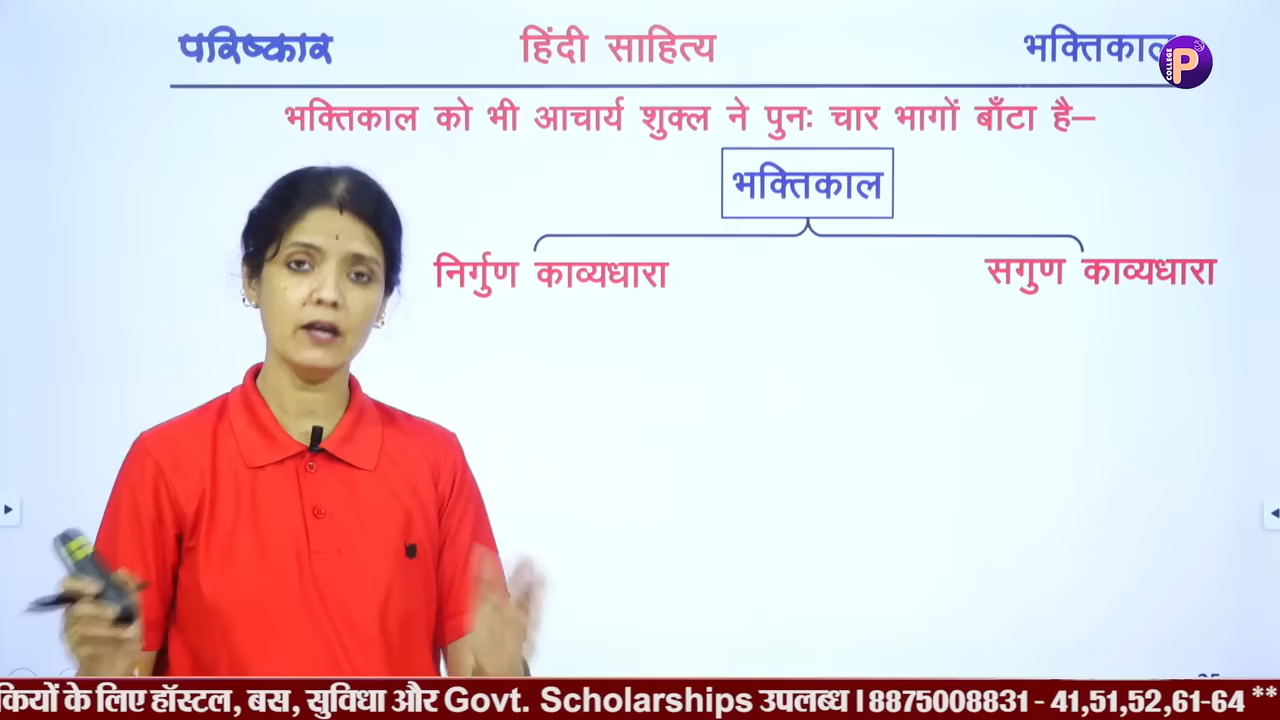 परिष्कार हिंदी साहित्य भक्तिकाल
COLLEGE P
भक्तिकाल को भी आचार्य शुक्ल ने पुनः चार भागों बाँटा है–
भक्तिकाल
निर्गुण काव्यधारा सगुण काव्यधारा
कियों के लिए हॉस्टल, बस, सुविधा और Govt. Scholarships उपलब्ध । 8875008831 - 41,51,52,61-64 **